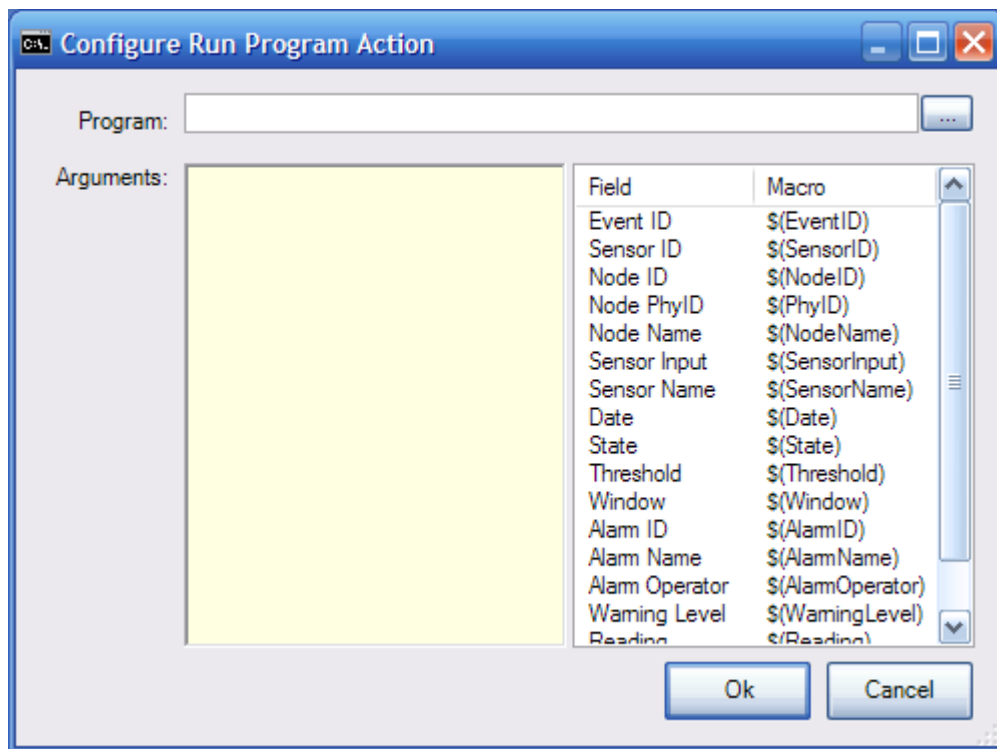 C:\. Configure Run Program Action
Program: ...
Arguments:
Field Macro
Event ID $(EventID)
Sensor ID $(SensorID)
Node ID $(NodeID)
Node PhyID $(PhyID)
Node Name $(NodeName)
Sensor Input $(SensorInput)
Sensor Name $(SensorName)
Date $(Date)
State $(State)
Threshold $(Threshold)
Window $(Window)
Alarm ID $(AlarmID)
Alarm Name $(AlarmName)
Alarm Operator $(AlarmOperator)
Warning Level $(WarningLevel)
Reading $(Reading)
Ok Cancel